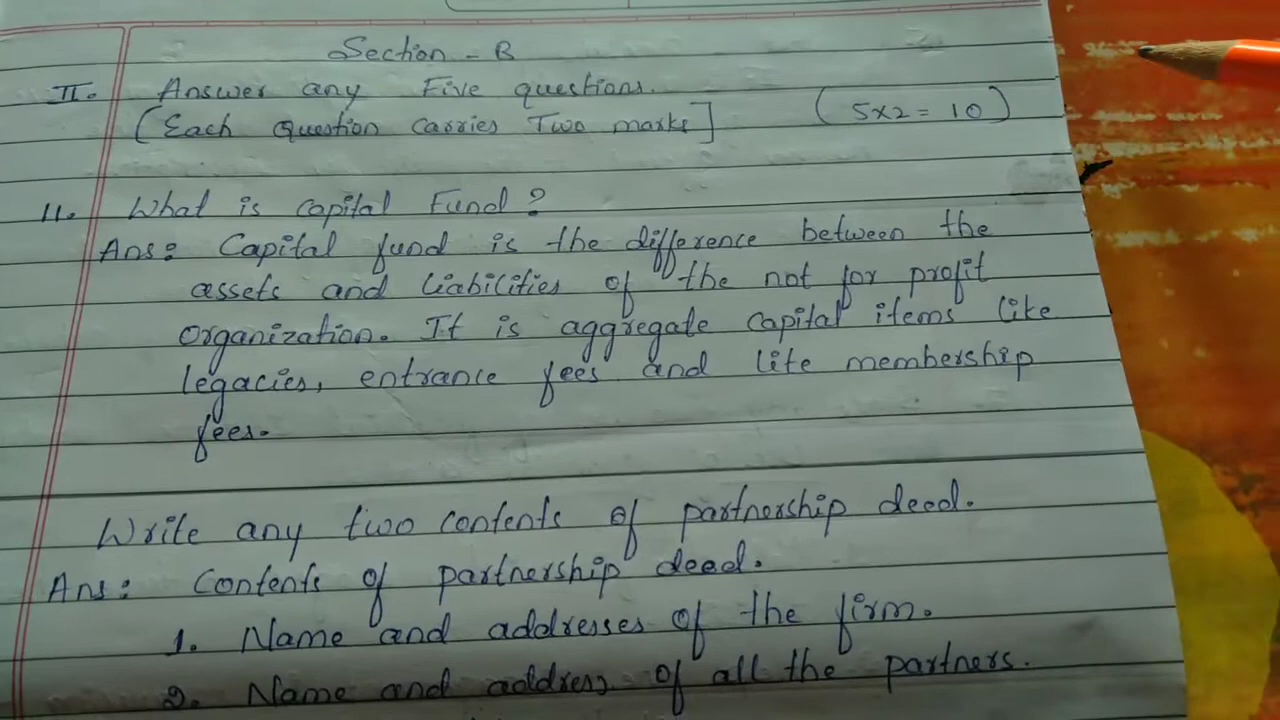 Section - B
II. Answer any Five questions. (5x2=10)
(Each question carries Two marks]
11. What is capital Fund?
Ans: Capital fund is the difference between the
assets and liabilities of the not for profit
Organization. It is aggregate capital items like
legacies, entrance fees and life membership
fees.
Write any two contents of partnership deed.
Ans: Contents of partnership deed.
1. Name and addresses of the firm.
2. Name and address of all the partners.